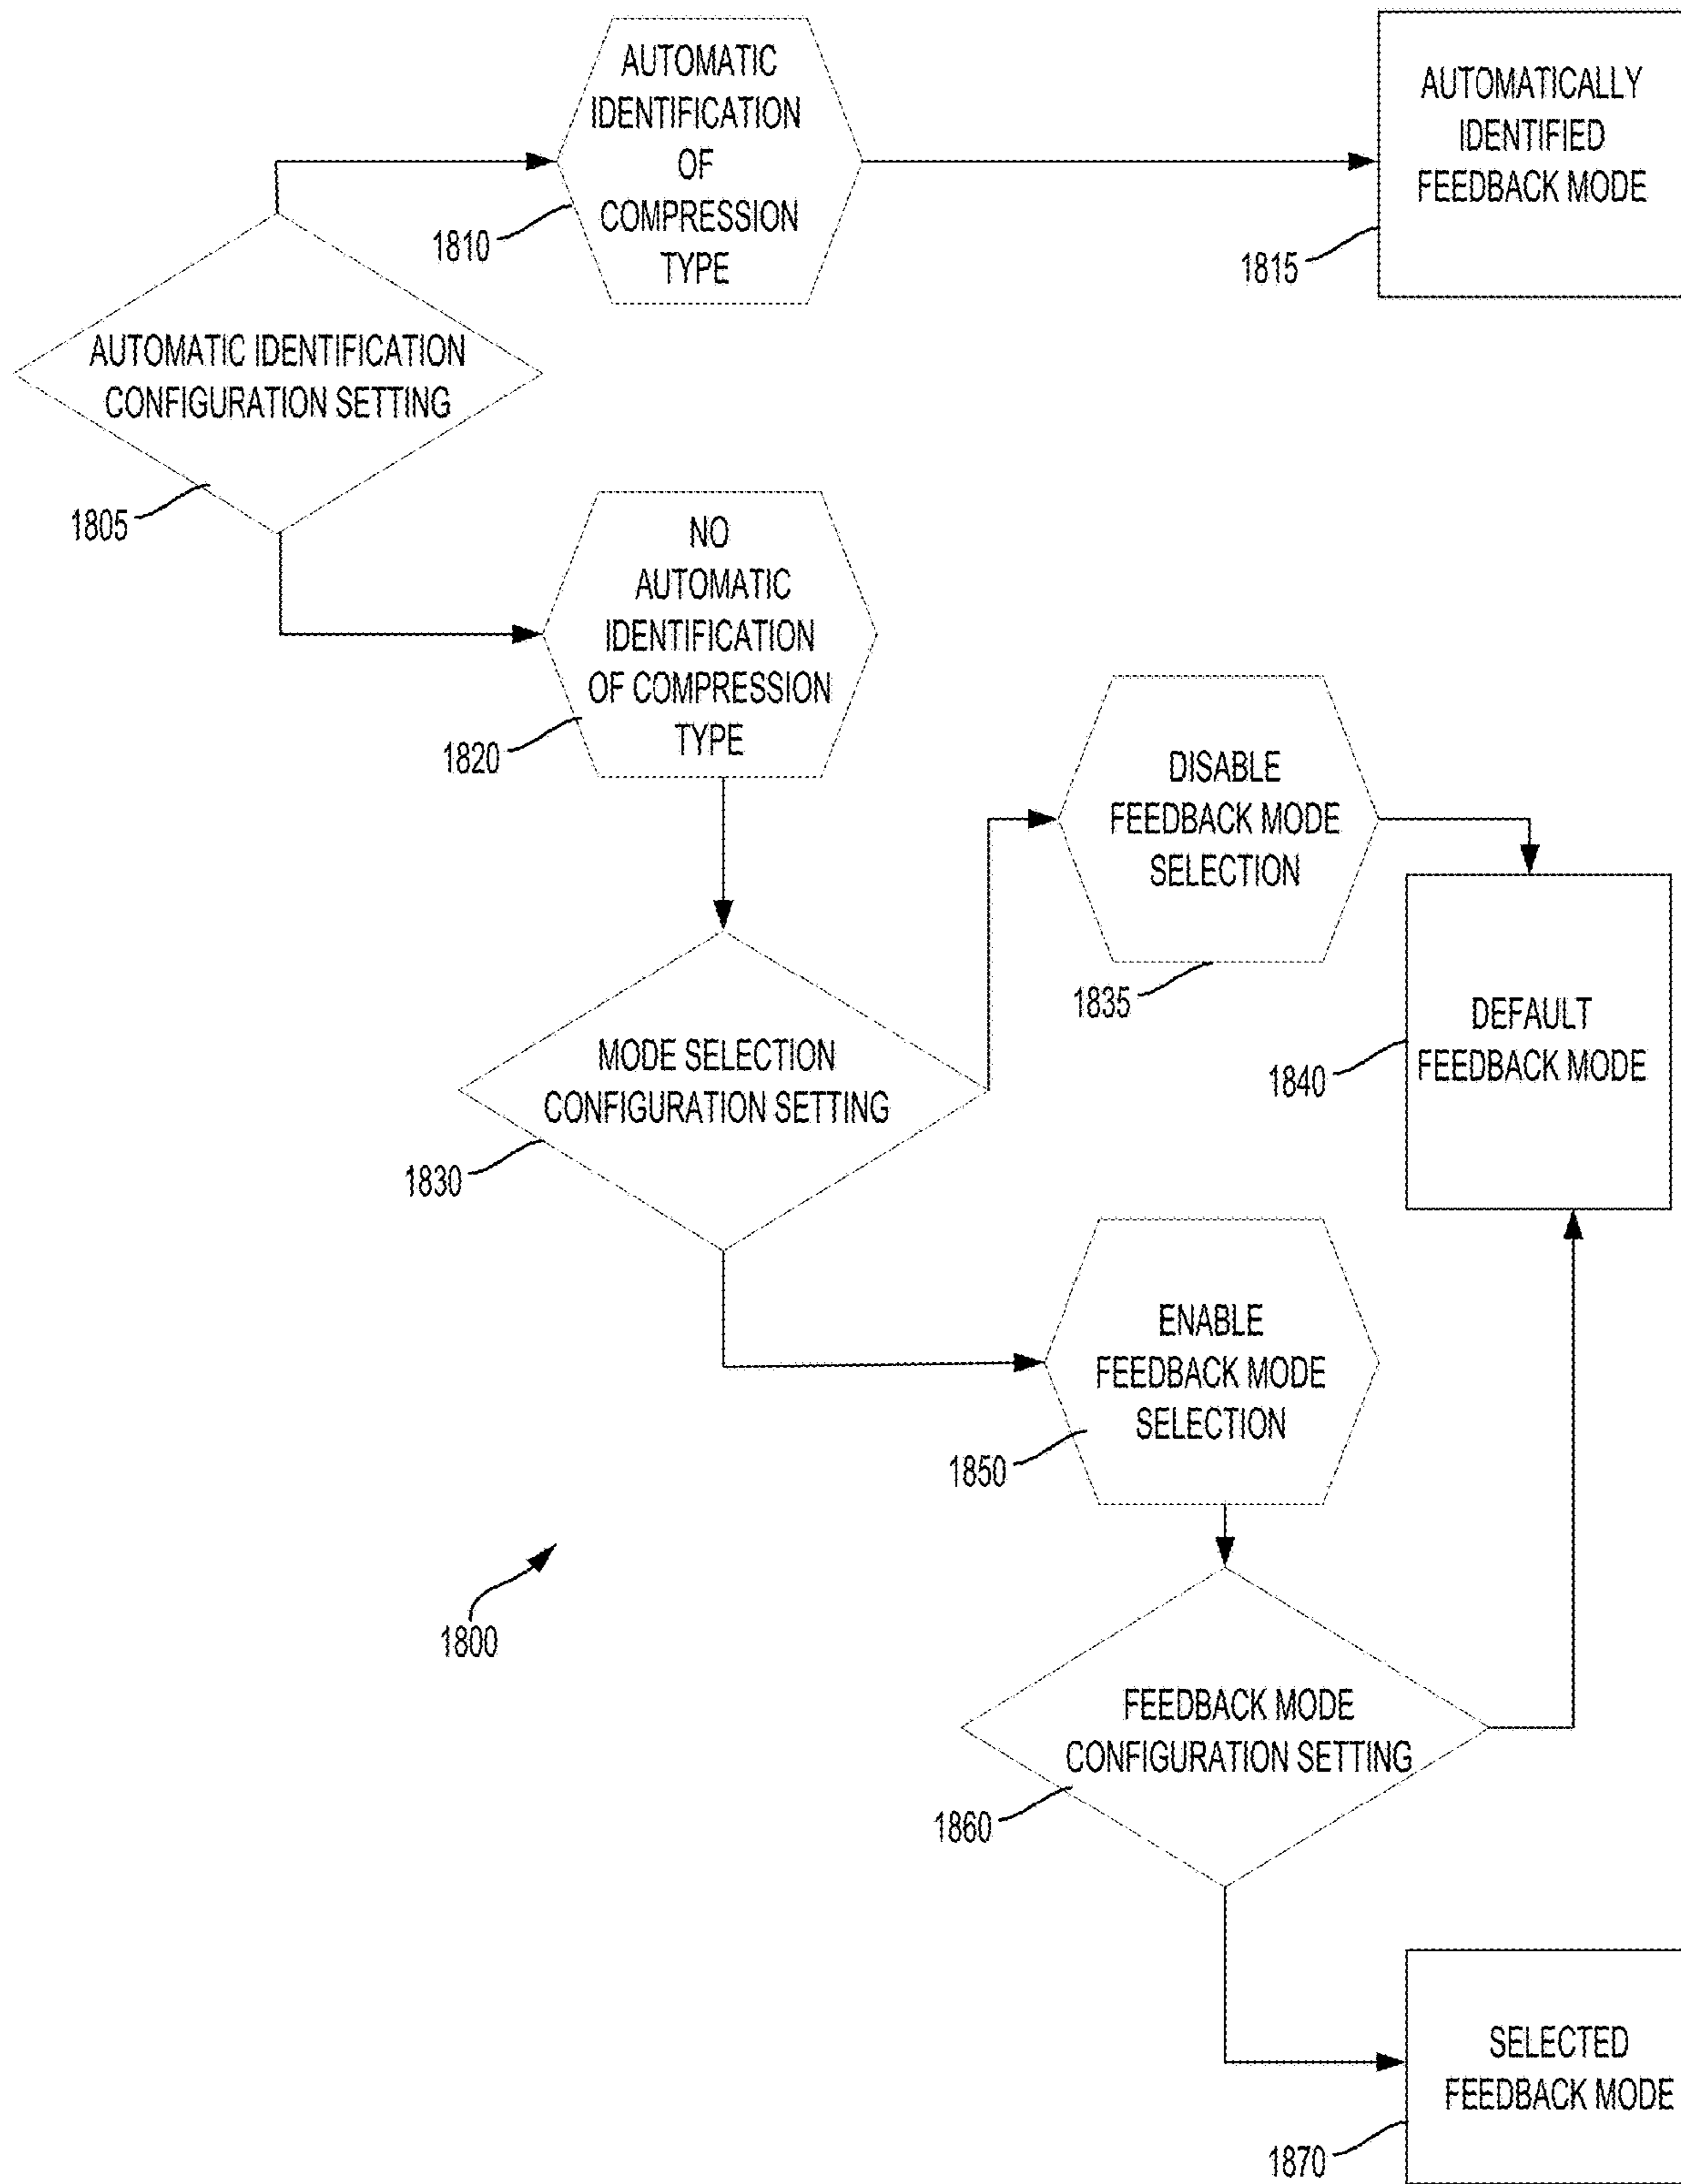 AUTOMATIC
IDENTIFICATION
OF
COMPRESSION
TYPE
1810
AUTOMATICALLY
IDENTIFIED
FEEDBACK MODE
1815
AUTOMATIC IDENTIFICATION
CONFIGURATION SETTING
1805
NO
AUTOMATIC
IDENTIFICATION
OF COMPRESSION
TYPE
1820
DISABLE
FEEDBACK MODE
SELECTION
1835
DEFAULT
FEEDBACK MODE
1840
MODE SELECTION
CONFIGURATION SETTING
1830
ENABLE
FEEDBACK MODE
SELECTION
1850
1800
FEEDBACK MODE
CONFIGURATION SETTING
1860
SELECTED
FEEDBACK MODE
1870